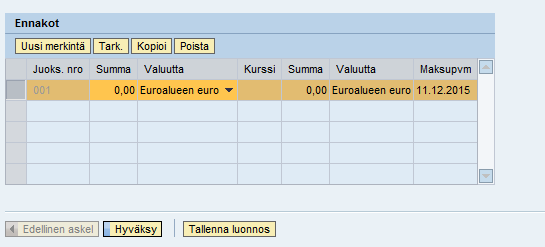 Ennakot
Uusi merkintä Tark. Kopioi Poista
Juoks. nro Summa Valuutta Kurssi Summa Valuutta Maksupvm
001 0,00 Euroalueen euro 0,00 Euroalueen euro 11.12.2015
Edellinen askel Hyväksy Tallenna luonnos